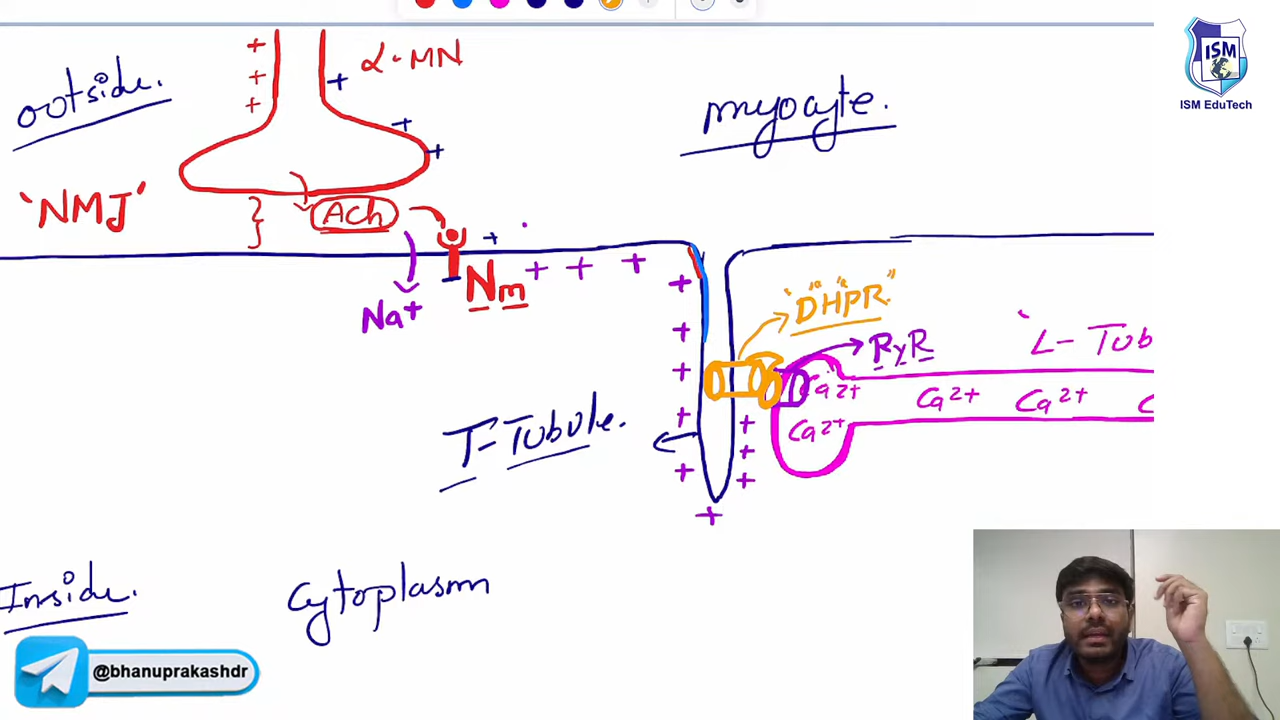 outside.
α-MN
myocyte.
ISM
ISM EduTech
'NMJ'
Ach
Na+
Nm
"DHPR"
RyR
'L- Tub
Ca2+
Ca2+ Ca2+ C
Ca2+
T-Tubule.
Inside.
Cytoplasm
@bhanuprakashdr